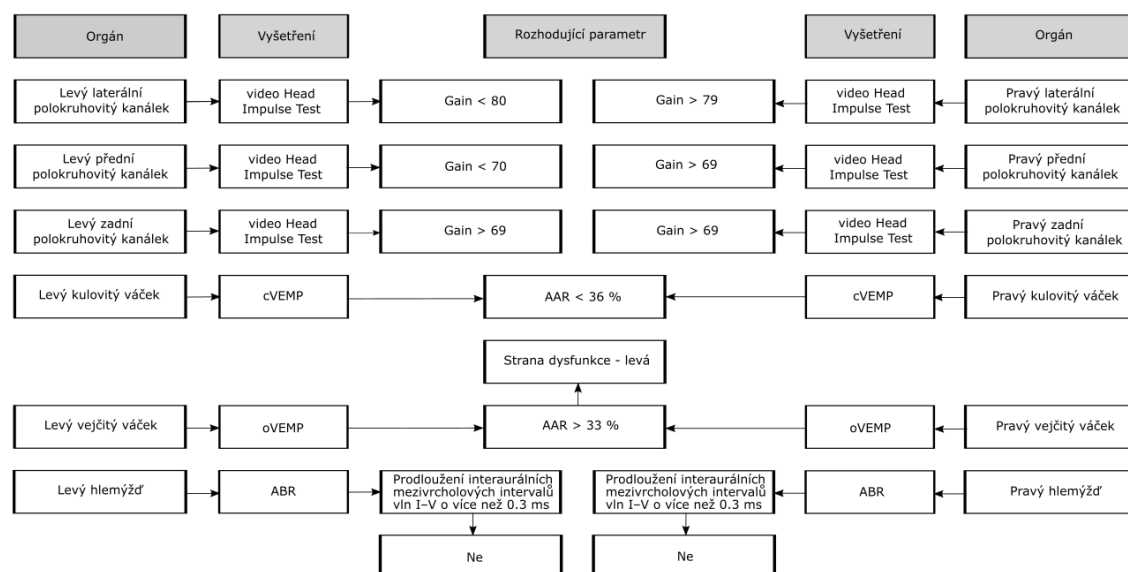 Orgán
Vyšetření
Rozhodující parametr
Vyšetření
Orgán
Levý laterální
polokruhovitý kanálek
video Head
Impulse Test
Gain < 80
Gain > 79
video Head
Impulse Test
Pravý laterální
polokruhovitý kanálek
Levý přední
polokruhovitý kanálek
video Head
Impulse Test
Gain < 70
Gain > 69
video Head
Impulse Test
Pravý přední
polokruhovitý kanálek
Levý zadní
polokruhovitý kanálek
video Head
Impulse Test
Gain > 69
Gain > 69
video Head
Impulse Test
Pravý zadní
polokruhovitý kanálek
Levý kulovitý váček
cVEMP
AAR < 36 %
cVEMP
Pravý kulovitý váček
Strana dysfunkce - levá
Levý vejčitý váček
oVEMP
AAR > 33 %
oVEMP
Pravý vejčitý váček
Levý hlemýžď
ABR
Prodloužení interaurálních
mezivrcholových intervalů
vln I–V o více než 0.3 ms
Prodloužení interaurálních
mezivrcholových intervalů
vln I–V o více než 0.3 ms
ABR
Pravý hlemýžď
Ne
Ne